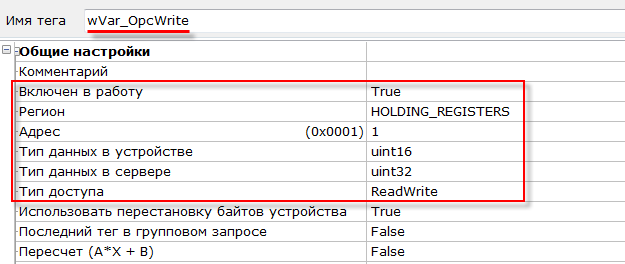 Имя тега wVar_OpcWrite
Общие настройки
Комментарий
Включен в работу True
Регион HOLDING_REGISTERS
Адрес (0x0001) 1
Тип данных в устройстве uint16
Тип данных в сервере uint32
Тип доступа ReadWrite
Использовать перестановку байтов устройства True
Последний тег в групповом запросе False
Пересчет (A*X + B) False